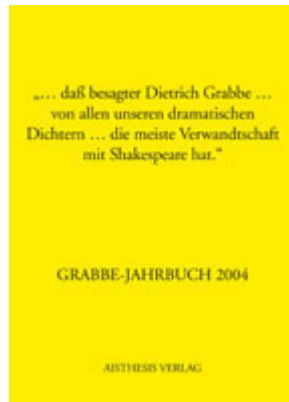 „… daß besagter Dietrich Grabbe …
von allen unseren dramatischen
Dichtern … die meiste Verwandtschaft
mit Shakespeare hat.“
GRABBE-JAHRBUCH 2004
AISTHESIS VERLAG